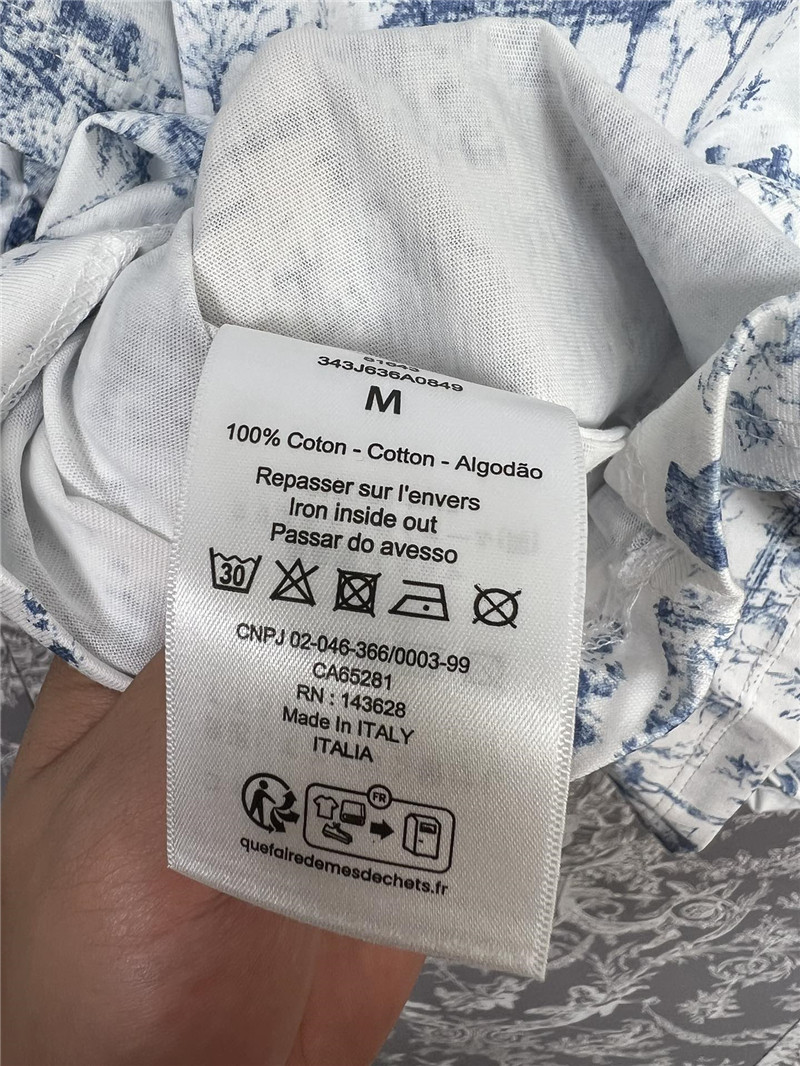 343J636A0849
M
100% Coton - Cotton - Algodão
Repasser sur l'envers
Iron inside out
Passar do avesso
30
CNPJ 02-046-366/0003-99
CA65281
RN : 143628
Made In ITALY
ITALIA
FR
quefairedemesdechets.fr